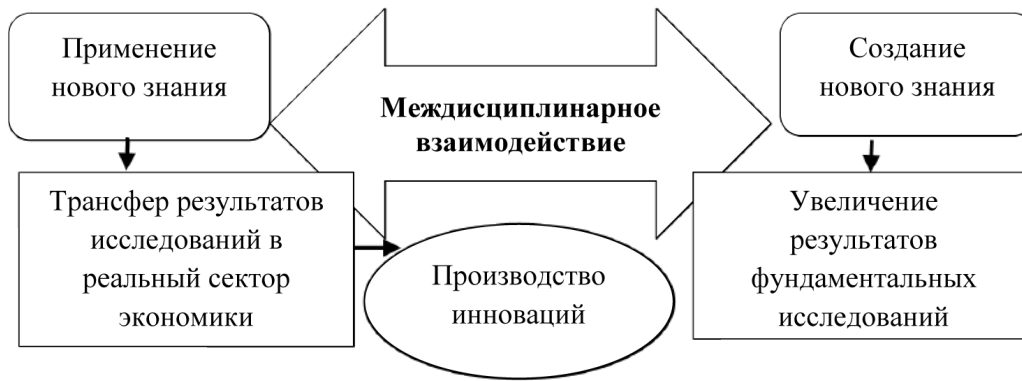 Применение
нового знания
Междисциплинарное
взаимодействие
Создание
нового знания
Трансфер результатов
исследований в
реальный сектор
экономики
Производство
инноваций
Увеличение
результатов
фундаментальных
исследований